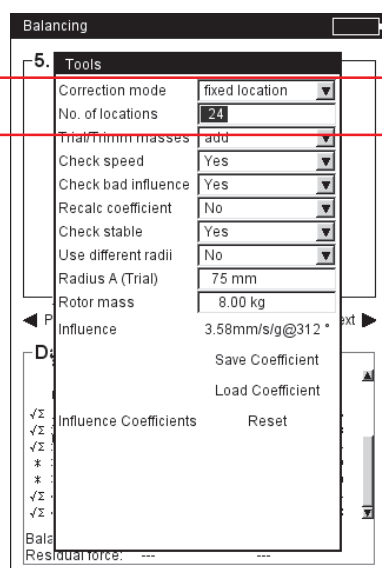 Balancing
5.
Tools
Correction mode fixed location
No. of locations 24
Trial/Trimm masses add
Check speed Yes
Check bad influence Yes
Recalc coefficient No
Check stable Yes
Use different radii No
Radius A (Trial) 75 mm
Rotor mass 8.00 kg
Influence 3.58mm/s/g@312 °
Save Coefficient
Load Coefficient
Influence Coefficients Reset
√Σ
√Σ
√Σ
*
*
√Σ
√Σ
Residual force: --- ---